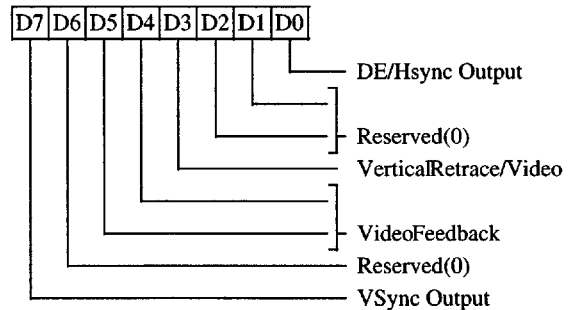 D7 D6 D5 D4 D3 D2 D1 D0
DE/Hsync Output
Reserved(0)
VerticalRetrace/Video
VideoFeedback
Reserved(0)
VSync Output